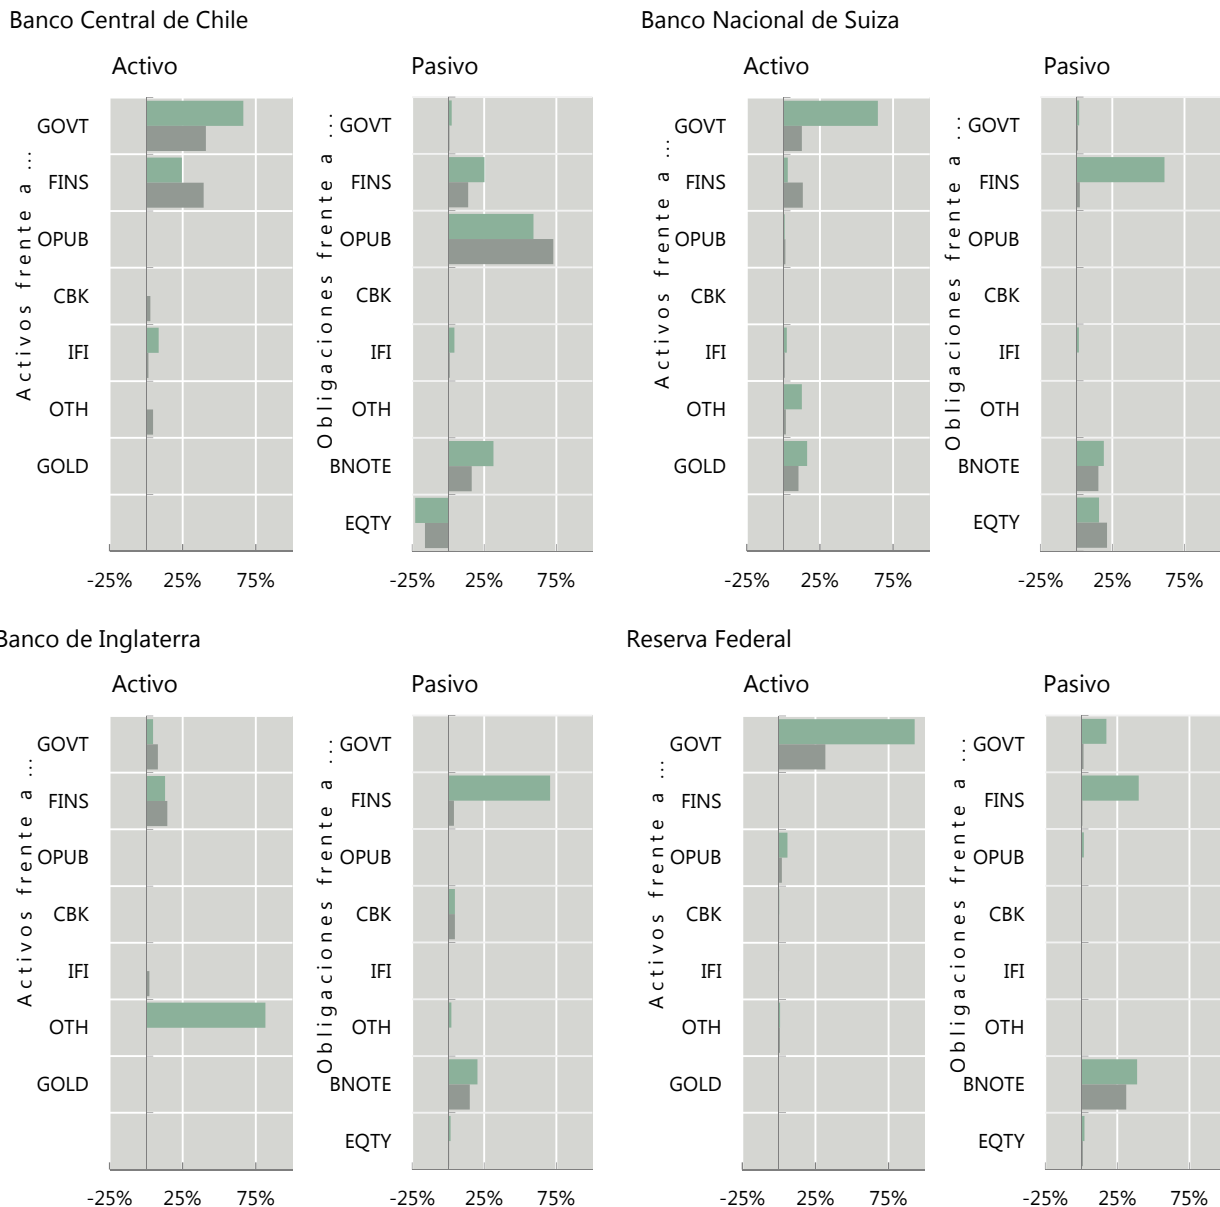 Banco Central de Chile
Activo
Pasivo
Activos frente a ...
GOVT
FINS
OPUB
CBK
IFI
OTH
GOLD
-25% 25% 75%
Obligaciones frente a ...
GOVT
FINS
OPUB
CBK
IFI
OTH
BNOTE
EQTY
-25% 25% 75%
Banco Nacional de Suiza
Activo
Pasivo
Activos frente a ...
GOVT
FINS
OPUB
CBK
IFI
OTH
GOLD
-25% 25% 75%
Obligaciones frente a ...
GOVT
FINS
OPUB
CBK
IFI
OTH
BNOTE
EQTY
-25% 25% 75%
Banco de Inglaterra
Activo
Pasivo
Activos frente a ...
GOVT
FINS
OPUB
CBK
IFI
OTH
GOLD
-25% 25% 75%
Obligaciones frente a ...
GOVT
FINS
OPUB
CBK
IFI
OTH
BNOTE
EQTY
-25% 25% 75%
Reserva Federal
Activo
Pasivo
Activos frente a ...
GOVT
FINS
OPUB
CBK
IFI
OTH
GOLD
-25% 25% 75%
Obligaciones frente a ...
GOVT
FINS
OPUB
CBK
IFI
OTH
BNOTE
EQTY
-25% 25% 75%